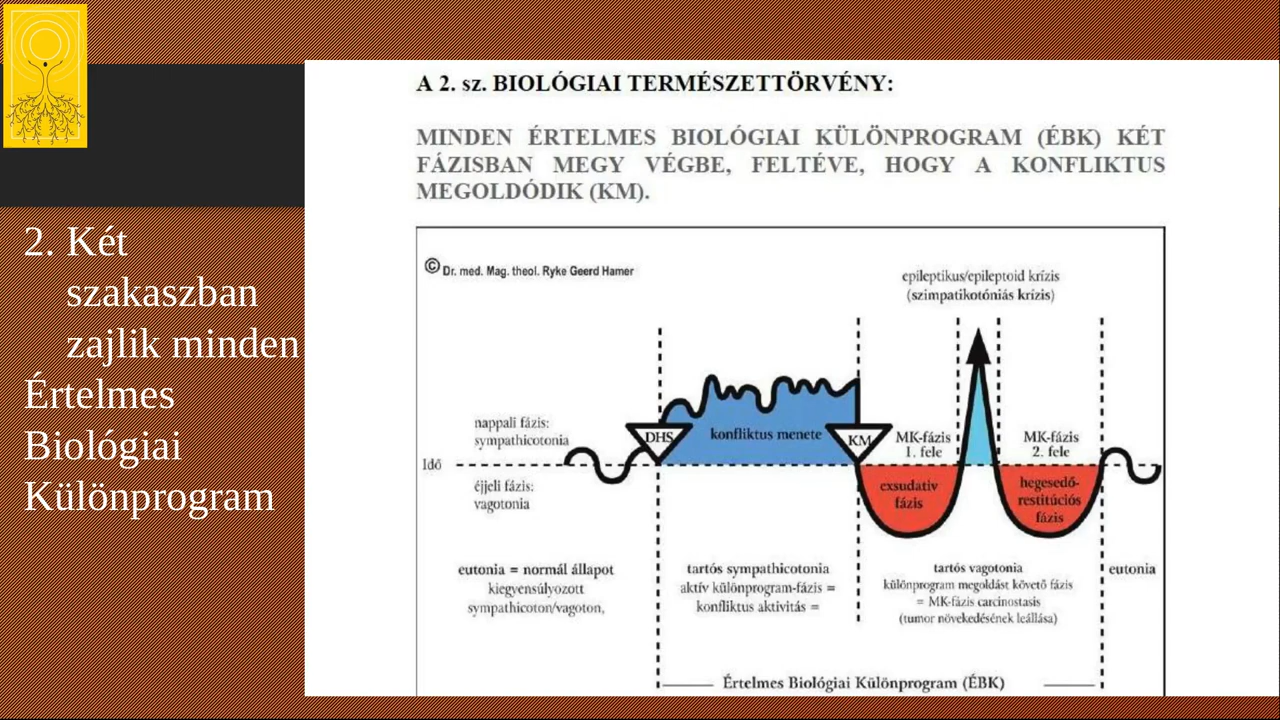 A 2. sz. BIOLÓGIAI TERMÉSZETTÖRVÉNY:
MINDEN ÉRTELMES BIOLÓGIAI KÜLÖNPROGRAM (ÉBK) KÉT
FÁZISBAN MEGY VÉGBE, FELTÉVE, HOGY A KONFLIKTUS
MEGOLDÓDIK (KM).
2. Két
szakaszban
zajlik minden
Értelmes
Biológiai
Különprogram
© Dr. med. Mag. theol. Ryke Geerd Hamer
epileptikus/epileptoid krízis
(szimpatikotóniás krízis)
nappali fázis:
sympathicotonia
DHS
konfliktus menete
KM
MK-fázis
1. fele
MK-fázis
2. fele
Idő
éjjeli fázis:
vagotonia
exsudativ
fázis
hegesedő-
restitúciós
fázis
eutonia = normál állapot
kiegyensúlyozott
sympathicoton/vagoton,
tartós sympathicotonia
aktív különprogram-fázis =
konfliktus aktivitás =
tartós vagotonia
különprogram megoldást követő fázis
= MK-fázis carcinostasis
(tumor növekedésének leállása)
eutonia
Értelmes Biológiai Különprogram (ÉBK)